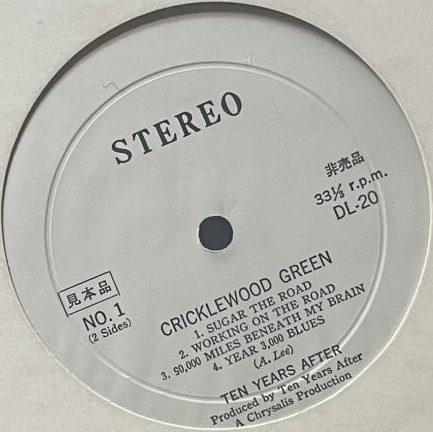 STEREO
非売品
33⅓ r.p.m.
DL-20
見本品
NO. 1
(2 Sides)
CRICKLEWOOD GREEN
1. SUGAR THE ROAD
2. WORKING ON THE ROAD
3. 50,000 MILES BENEATH MY BRAIN
4. YEAR 3,000 BLUES
(A. Lee)
TEN YEARS AFTER
Produced by Ten Years After
A Chrysalis Production